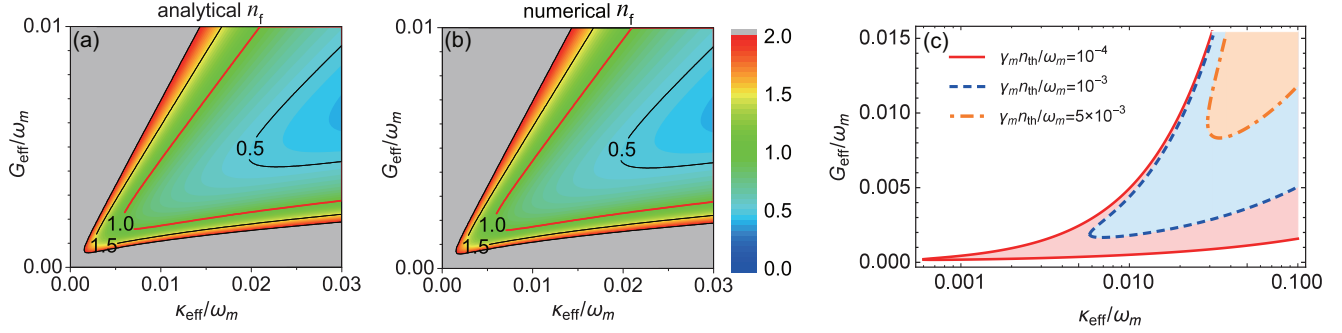 analytical n_f
(a)
0.01
0.00
G_eff/ω_m
0.5
1.0
1.5
0.00
0.01
0.02
0.03
κ_eff/ω_m
numerical n_f
(b)
0.01
0.00
G_eff/ω_m
0.5
1.0
1.5
0.00
0.01
0.02
0.03
κ_eff/ω_m
2.0
1.5
1.0
0.5
0.0
(c)
γ_m n_th/ω_m=10⁻⁴
γ_m n_th/ω_m=10⁻³
γ_m n_th/ω_m=5×10⁻³
0.015
0.010
0.005
0.000
G_eff/ω_m
0.001
0.010
0.100
κ_eff/ω_m